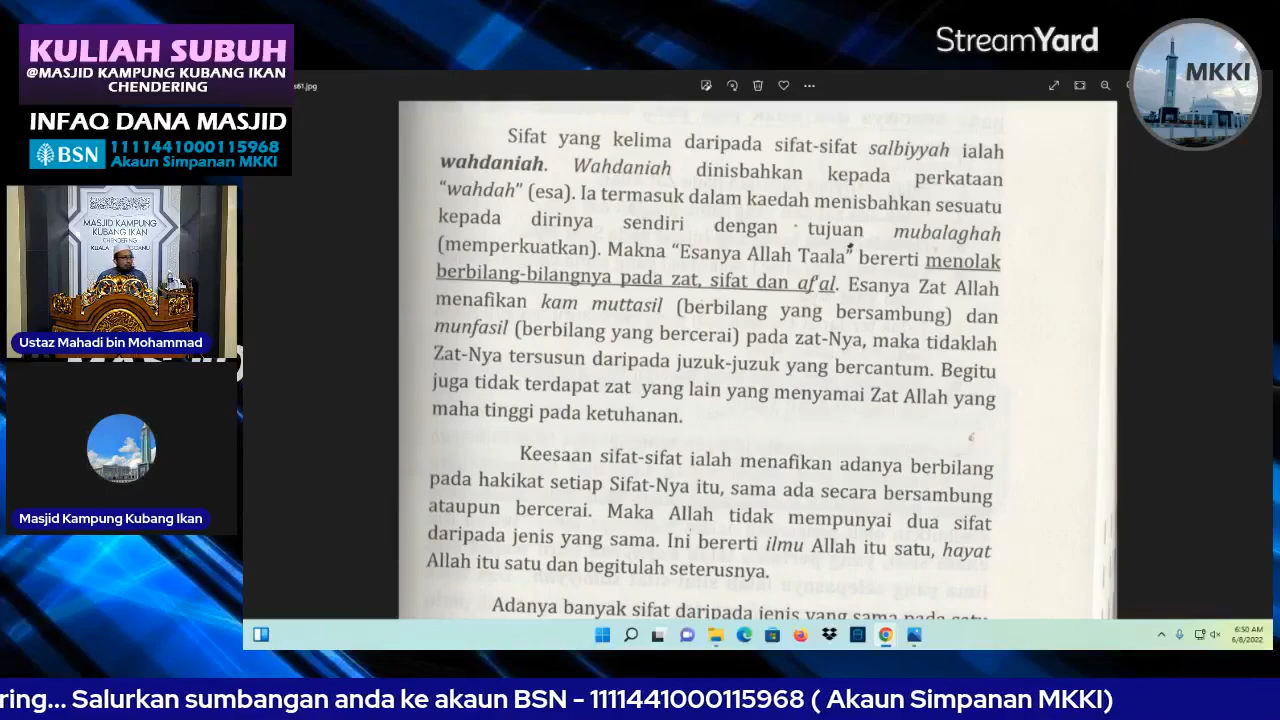 KULIAH SUBUH
@MASJID KAMPUNG KUBANG IKAN
CHENDERING
INFAQ DANA MASJID
BSN
1111441000115968
Akaun Simpanan MKKI
StreamYard
MKKI
s61.jpg
MASJID KAMPUNG
KUBANG IKAN
CHENDERING
Ustaz Mahadi bin Mohammad
Masjid Kampung Kubang Ikan
Sifat yang kelima daripada sifat-sifat salbiyyah ialah
wahdaniah. Wahdaniah dinisbahkan kepada perkataan
“wahdah” (esa). Ia termasuk dalam kaedah menisbahkan sesuatu
kepada dirinya sendiri dengan tujuan mubalaghah
(memperkuatkan). Makna “Esanya Allah Taala” bererti menolak
berbilang-bilangnya pada zat, sifat dan af'al. Esanya Zat Allah
menafikan kam muttasil (berbilang yang bersambung) dan
munfasil (berbilang yang bercerai) pada zat-Nya, maka tidaklah
Zat-Nya tersusun daripada juzuk-juzuk yang bercantum. Begitu
juga tidak terdapat zat yang lain yang menyamai Zat Allah yang
maha tinggi pada ketuhanan.
Keesaan sifat-sifat ialah menafikan adanya berbilang
pada hakikat setiap Sifat-Nya itu, sama ada secara bersambung
ataupun bercerai. Maka Allah tidak mempunyai dua sifat
daripada jenis yang sama. Ini bererti ilmu Allah itu satu, hayat
Allah itu satu dan begitulah seterusnya.
Adanya banyak sifat daripada jenis yang sama pada satu
6:50 AM
6/6/2022
ring... Salurkan sumbangan anda ke akaun BSN - 1111441000115968 ( Akaun Simpanan MKKI)